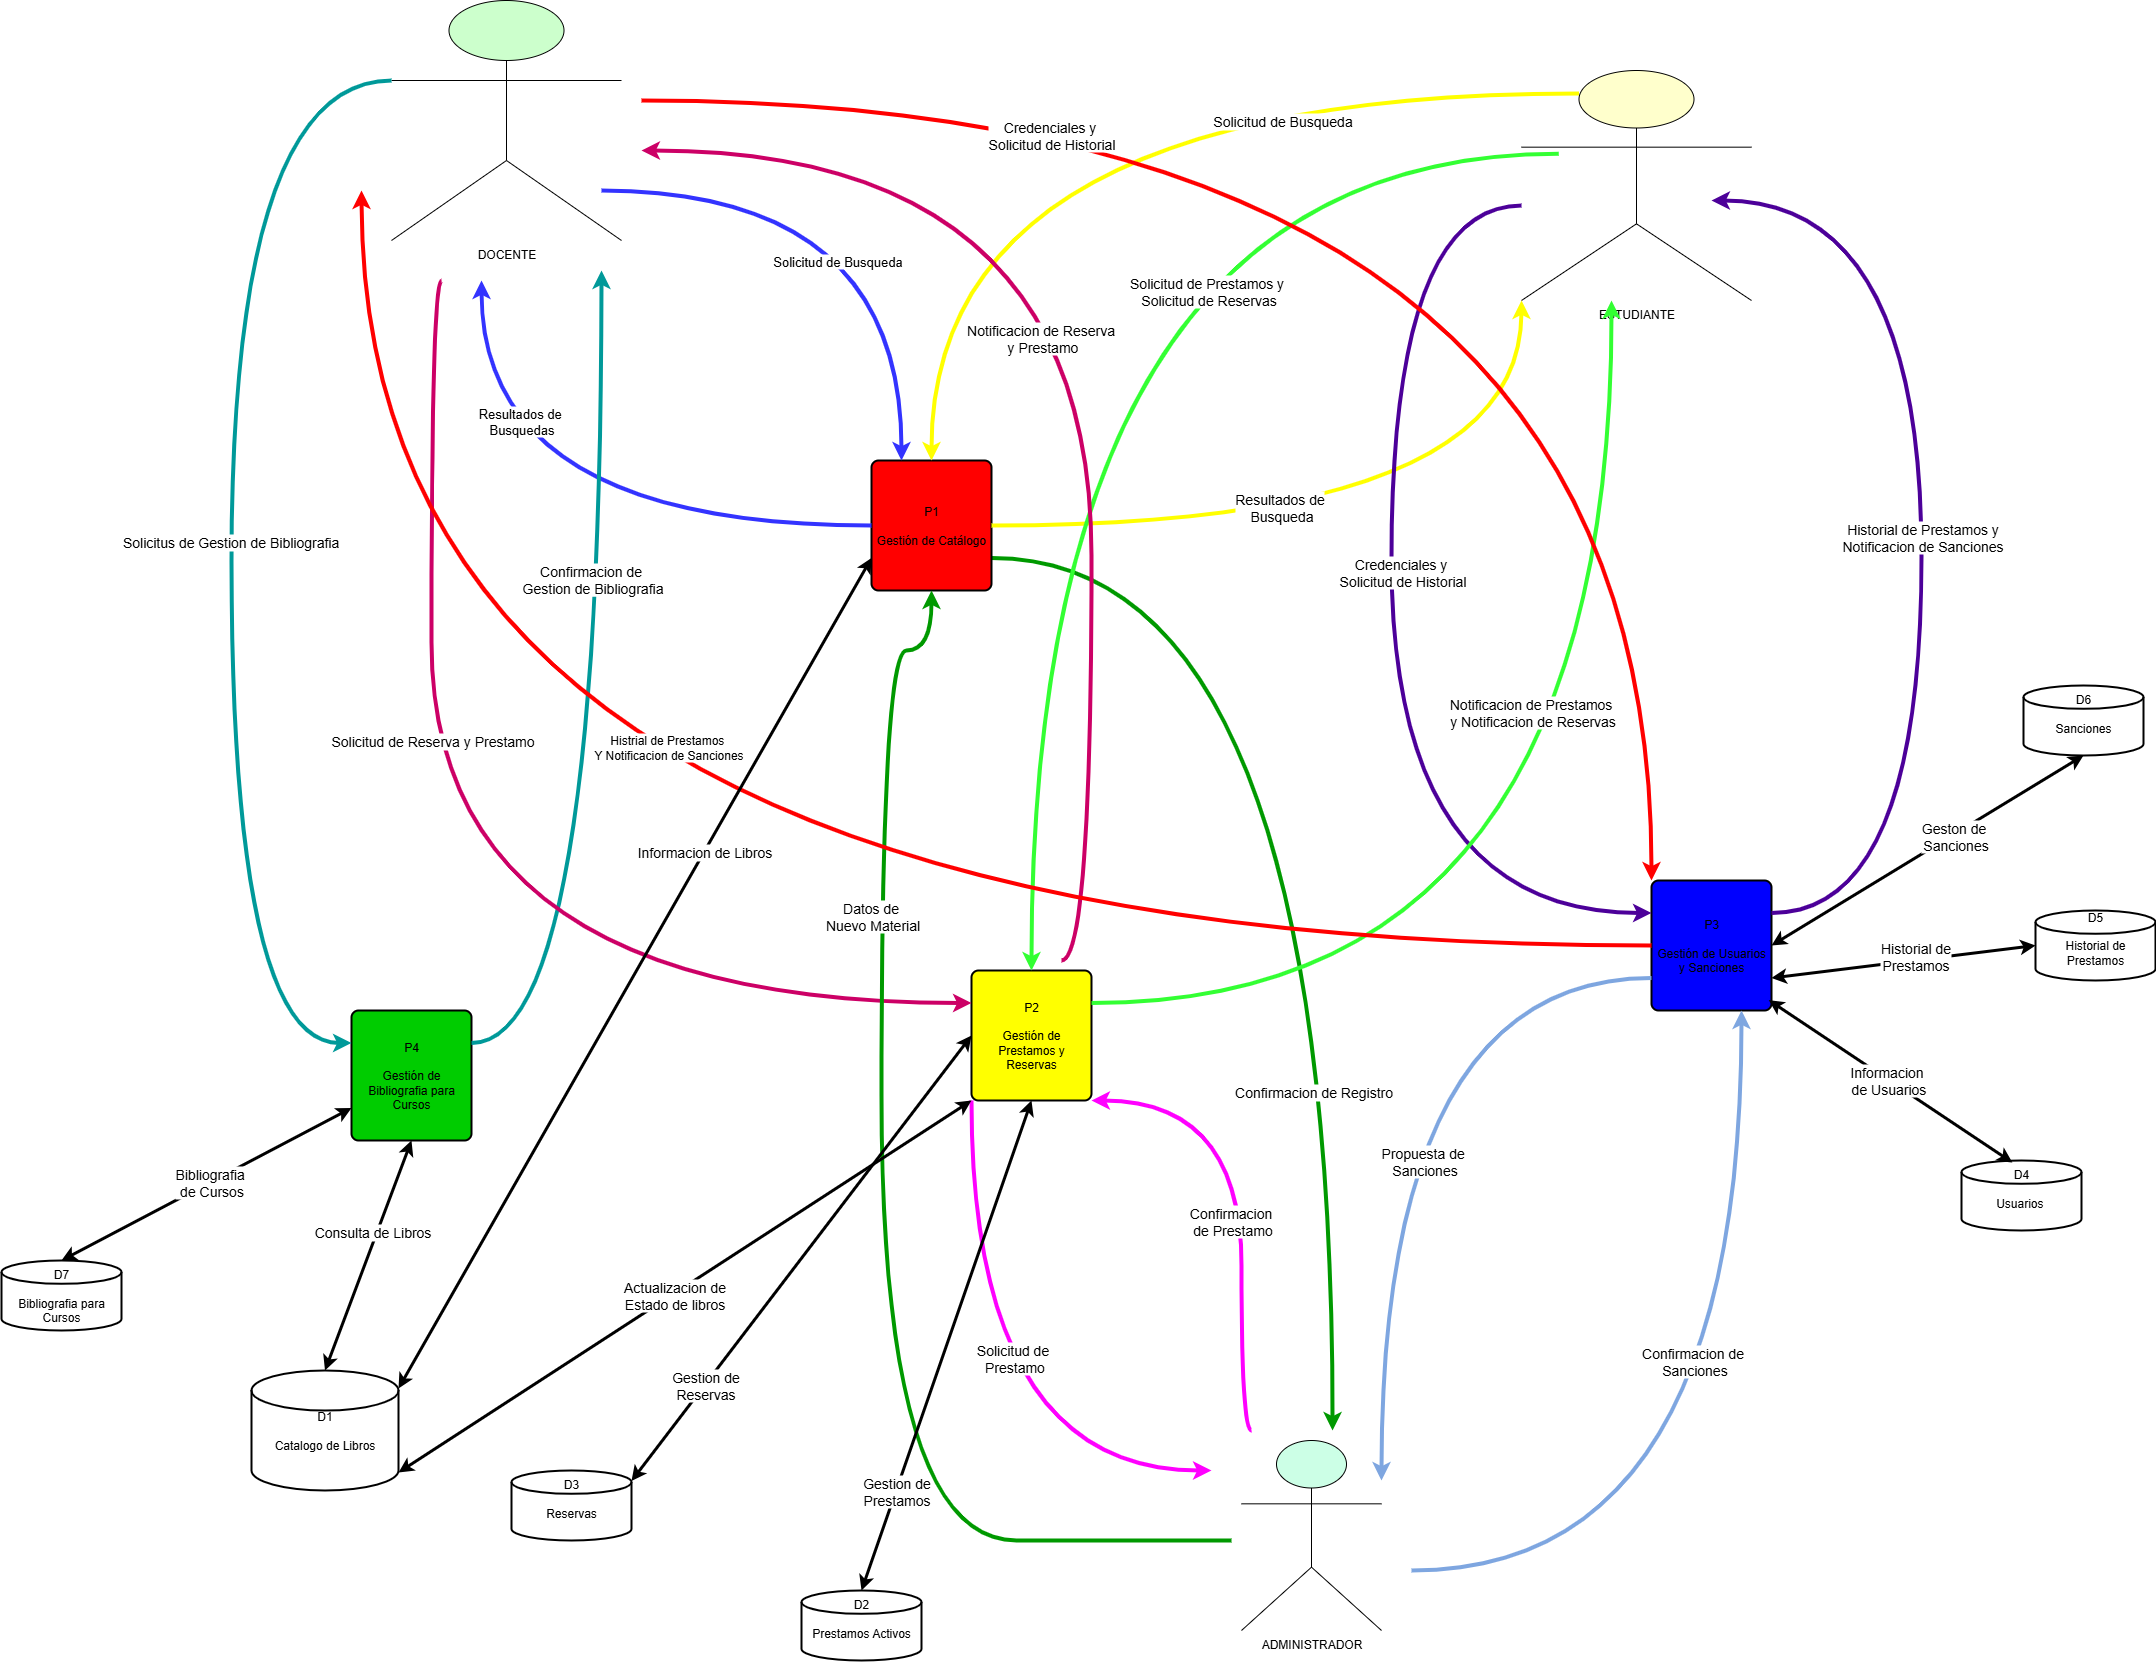 Credenciales y
Solicitud de Historial
Solicitud de Busqueda
DOCENTE
Solicitud de Busqueda
Solicitud de Prestamos y
Solicitud de Reservas
ESTUDIANTE
Notificacion de Reserva
y Prestamo
Resultados de
Busquedas
Resultados de
Busqueda
P1
Gestión de Catálogo
Historial de Prestamos y
Notificacion de Sanciones
Solicitus de Gestion de Bibliografia
Confirmacion de
Gestion de Bibliografia
Credenciales y
Solicitud de Historial
D6
Sanciones
Notificacion de Prestamos
y Notificacion de Reservas
Solicitud de Reserva y Prestamo
Histrial de Prestamos
Y Notificacion de Sanciones
Geston de
Sanciones
Informacion de Libros
Datos de
Nuevo Material
P3
Gestión de Usuarios
y Sanciones
D5
Historial de
Prestamos
Historial de
Prestamos
P2
Gestión de
Prestamos y
Reservas
P4
Gestión de
Bibliografia para
Cursos
Informacion
de Usuarios
Confirmacion de Registro
Propuesta de
Sanciones
Bibliografia
de Cursos
D4
Usuarios
Confirmacion
de Prestamo
Consulta de Libros
D7
Bibliografia para
Cursos
Actualizacion de
Estado de libros
Solicitud de
Prestamo
Confirmacion de
Sanciones
Gestion de
Reservas
D1
Catalogo de Libros
D3
Reservas
Gestion de
Prestamos
D2
Prestamos Activos
ADMINISTRADOR